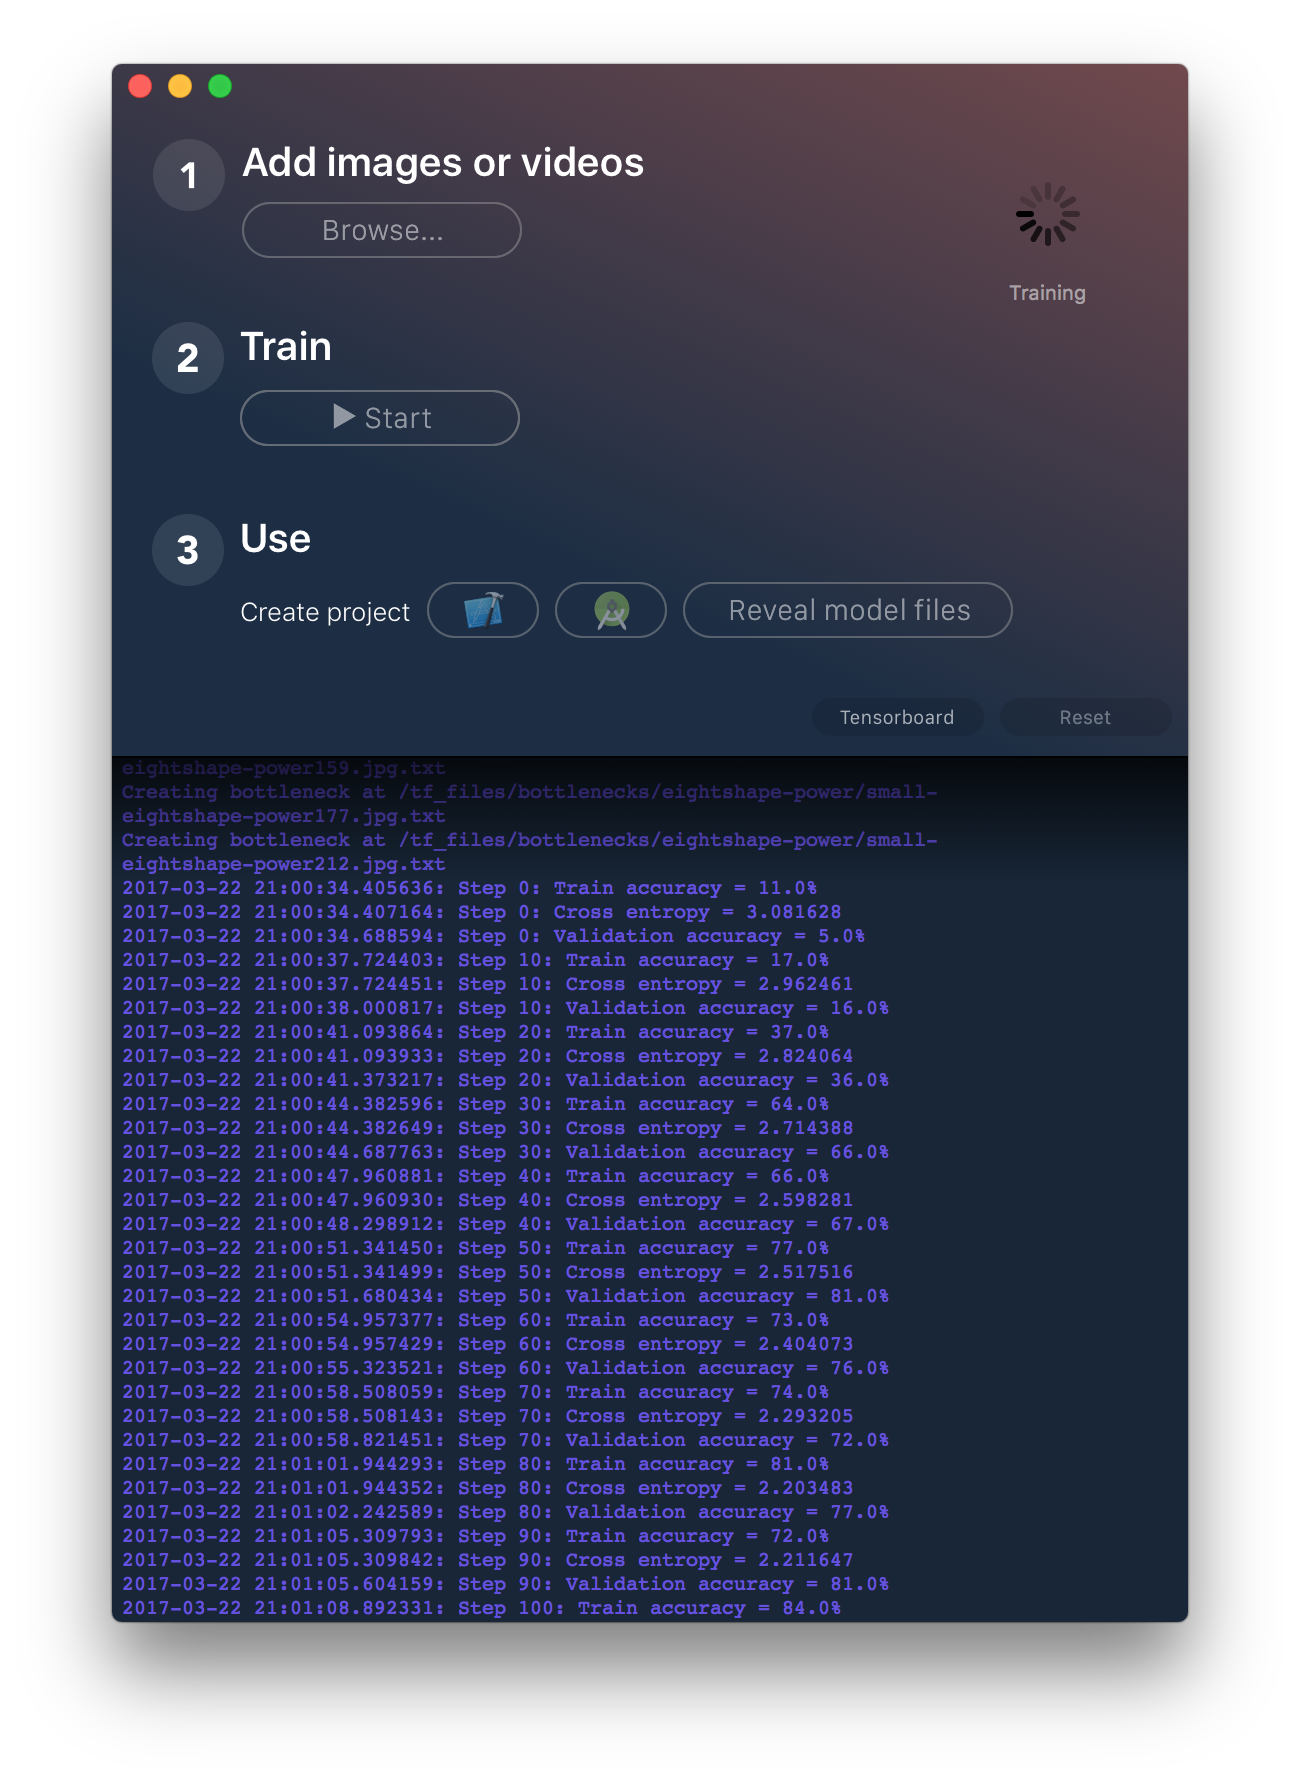 1 Add images or videos
Browse...
Training
2 Train
▶ Start
3 Use
Create project Reveal model files
Tensorboard Reset
eightshape-power159.jpg.txt
Creating bottleneck at /tf_files/bottlenecks/eightshape-power/small-
eightshape-power177.jpg.txt
Creating bottleneck at /tf_files/bottlenecks/eightshape-power/small-
eightshape-power212.jpg.txt
2017-03-22 21:00:34.405636: Step 0: Train accuracy = 11.0%
2017-03-22 21:00:34.407164: Step 0: Cross entropy = 3.081628
2017-03-22 21:00:34.688594: Step 0: Validation accuracy = 5.0%
2017-03-22 21:00:37.724403: Step 10: Train accuracy = 17.0%
2017-03-22 21:00:37.724451: Step 10: Cross entropy = 2.962461
2017-03-22 21:00:38.000817: Step 10: Validation accuracy = 16.0%
2017-03-22 21:00:41.093864: Step 20: Train accuracy = 37.0%
2017-03-22 21:00:41.093933: Step 20: Cross entropy = 2.824064
2017-03-22 21:00:41.373217: Step 20: Validation accuracy = 36.0%
2017-03-22 21:00:44.382596: Step 30: Train accuracy = 64.0%
2017-03-22 21:00:44.382649: Step 30: Cross entropy = 2.714388
2017-03-22 21:00:44.687763: Step 30: Validation accuracy = 66.0%
2017-03-22 21:00:47.960881: Step 40: Train accuracy = 66.0%
2017-03-22 21:00:47.960930: Step 40: Cross entropy = 2.598281
2017-03-22 21:00:48.298912: Step 40: Validation accuracy = 67.0%
2017-03-22 21:00:51.341450: Step 50: Train accuracy = 77.0%
2017-03-22 21:00:51.341499: Step 50: Cross entropy = 2.517516
2017-03-22 21:00:51.680434: Step 50: Validation accuracy = 81.0%
2017-03-22 21:00:54.957377: Step 60: Train accuracy = 73.0%
2017-03-22 21:00:54.957429: Step 60: Cross entropy = 2.404073
2017-03-22 21:00:55.323521: Step 60: Validation accuracy = 76.0%
2017-03-22 21:00:58.508059: Step 70: Train accuracy = 74.0%
2017-03-22 21:00:58.508143: Step 70: Cross entropy = 2.293205
2017-03-22 21:00:58.821451: Step 70: Validation accuracy = 72.0%
2017-03-22 21:01:01.944293: Step 80: Train accuracy = 81.0%
2017-03-22 21:01:01.944352: Step 80: Cross entropy = 2.203483
2017-03-22 21:01:02.242589: Step 80: Validation accuracy = 77.0%
2017-03-22 21:01:05.309793: Step 90: Train accuracy = 72.0%
2017-03-22 21:01:05.309842: Step 90: Cross entropy = 2.211647
2017-03-22 21:01:05.604159: Step 90: Validation accuracy = 81.0%
2017-03-22 21:01:08.892331: Step 100: Train accuracy = 84.0%